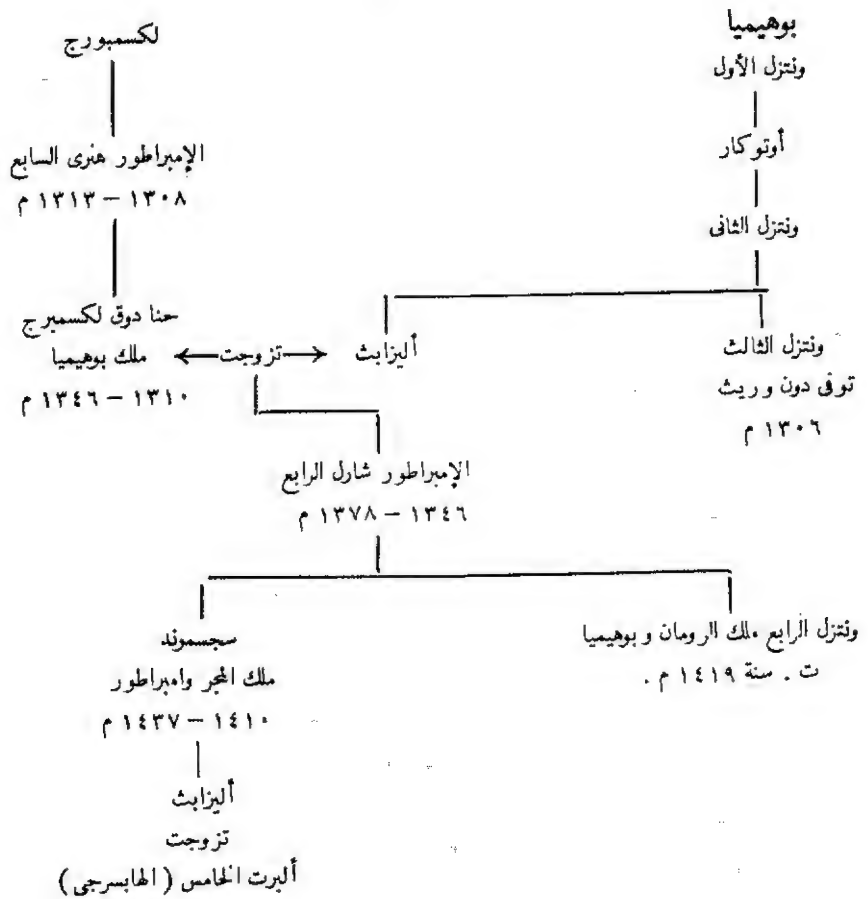 بوهيميا
ونتزل الأول
أوتوكار
ونتزل الثانى
ونتزل الثالث
توفى دون وريث
١٣٠٦ م
لكسمبورج
الإمبراطور هنرى السابع
١٣٠٨ – ١٣١٣ م
أليزابث
تزوجت
حنا دوق لكسمبرج
ملك بوهيميا
١٣١٠ – ١٣٤٦ م
الإمبراطور شارل الرابع
١٣٤٦ – ١٣٧٨ م
ونتزل الرابع ملك الرومان وبوهيميا
ت . سنة ١٤١٩ م .
سجسموند
ملك المجر وامبراطور
١٤١٠ – ١٤٣٧ م
أليزابث
تزوجت
ألبرت الخامس ( الهابسرجى )